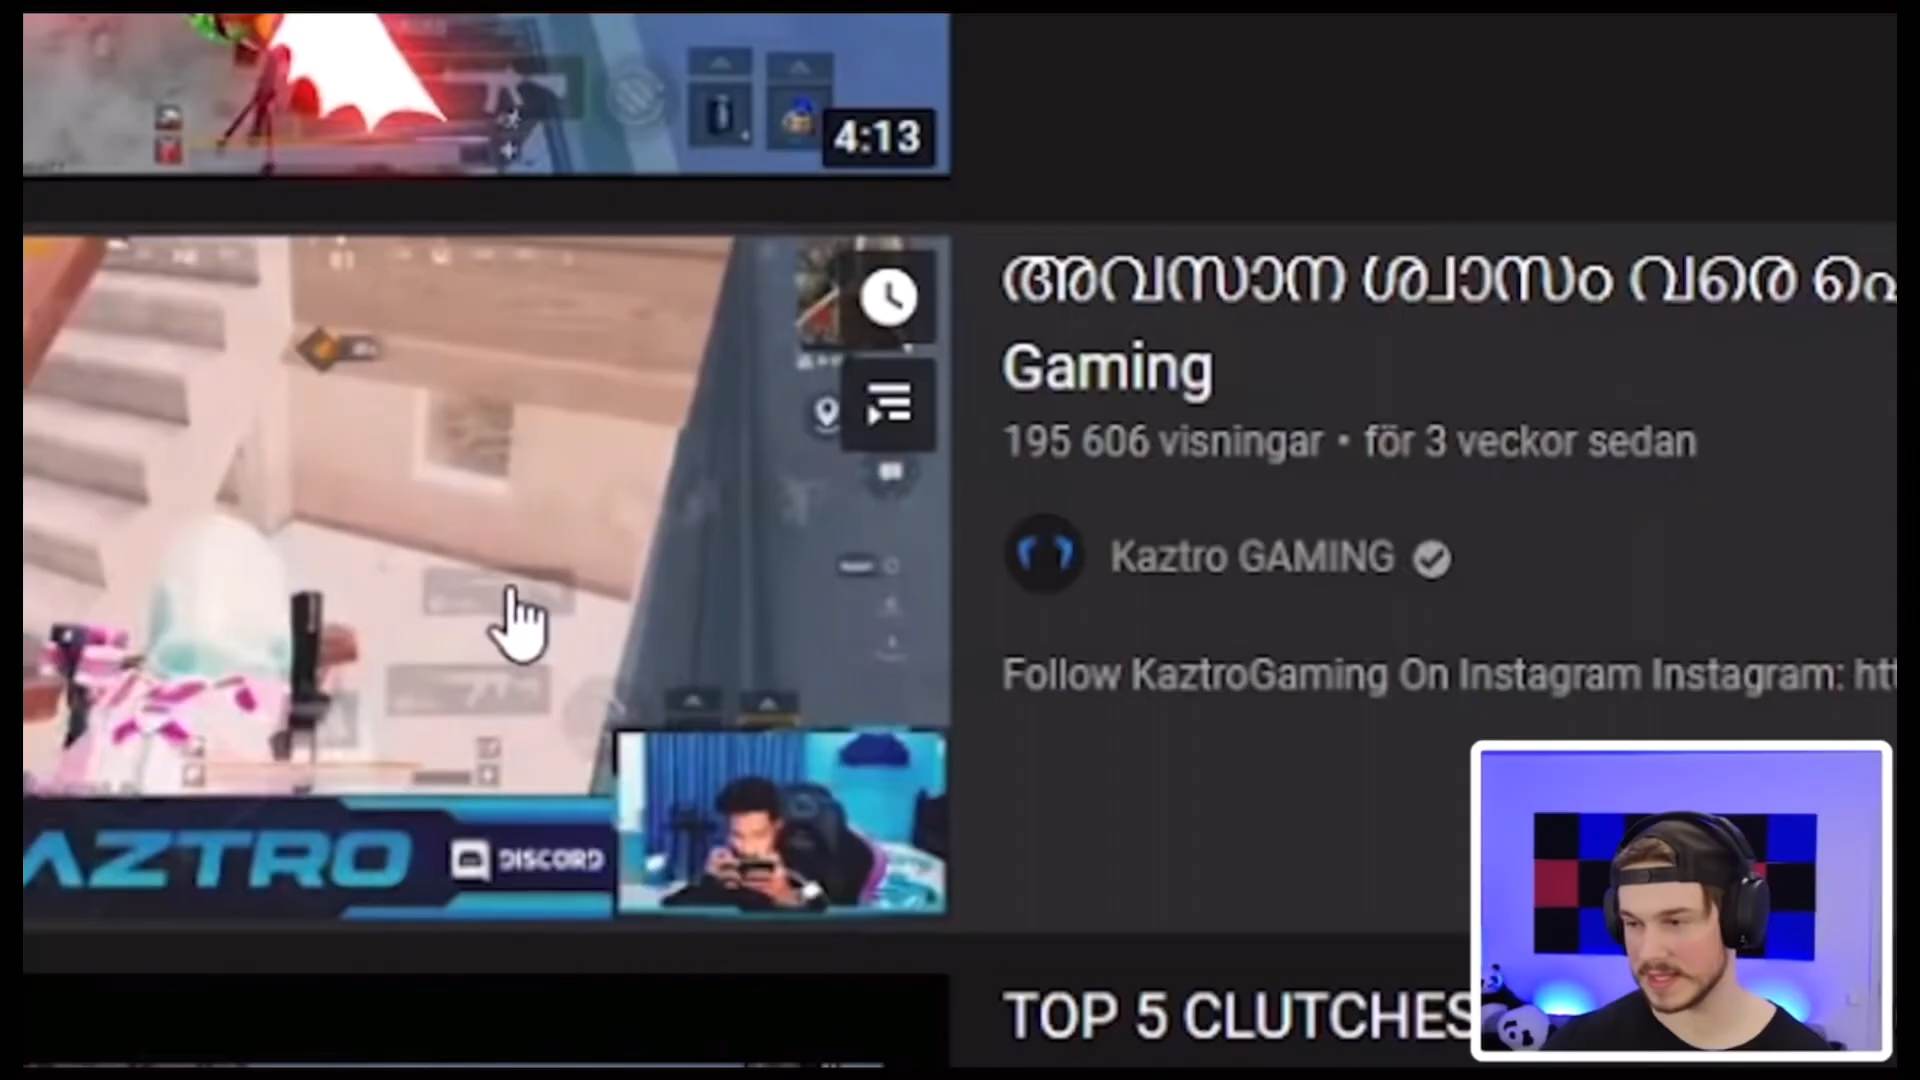 4:13
അവസാന ശ്വാസം വരെ
Gaming
195 606 visningar • för 3 veckor sedan
Kaztro GAMING
Follow KaztroGaming On Instagram Instagram:
AZTRO
DISCORD
TOP 5 CLUTCHES